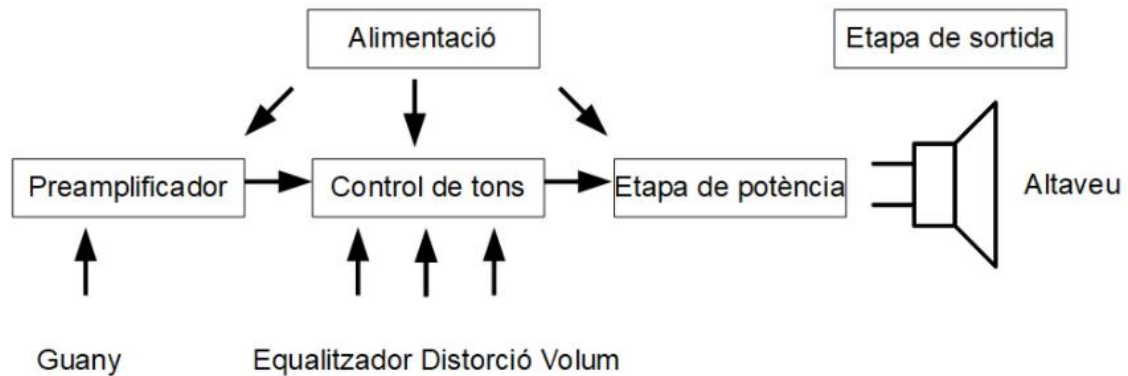 Alimentació
Etapa de sortida
Preamplificador
Control de tons
Etapa de potència
Altaveu
Guany
Equalitzador Distorció Volum